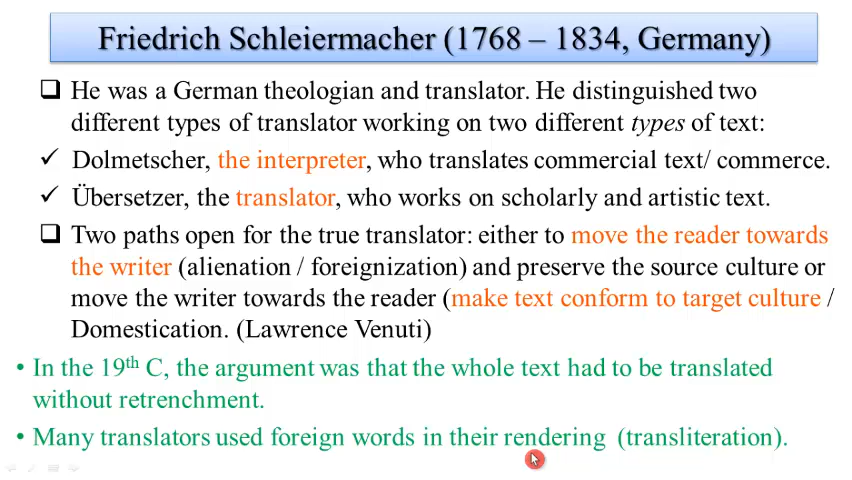 Friedrich Schleiermacher (1768 – 1834, Germany)
❑ He was a German theologian and translator. He distinguished two
different types of translator working on two different types of text:
✓ Dolmetscher, the interpreter, who translates commercial text/ commerce.
✓ Übersetzer, the translator, who works on scholarly and artistic text.
❑ Two paths open for the true translator: either to move the reader towards
the writer (alienation / foreignization) and preserve the source culture or
move the writer towards the reader (make text conform to target culture /
Domestication. (Lawrence Venuti)
• In the 19th C, the argument was that the whole text had to be translated
without retrenchment.
• Many translators used foreign words in their rendering (transliteration).